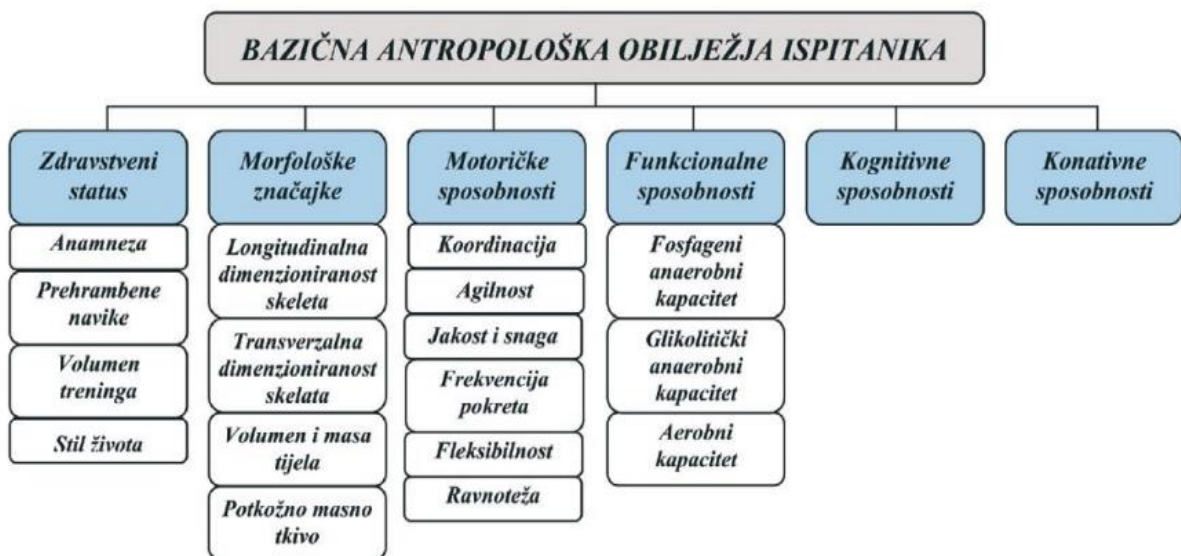 BAZIČNA ANTROPOLOŠKA OBILJEŽJA ISPITANIKA
Zdravstveni
status
Anamneza
Prehrambene
navike
Volumen
treninga
Stil života
Morfološke
značajke
Longitudinalna
dimenzioniranost
skeleta
Transverzalna
dimenzioniranost
skelata
Volumen i masa
tijela
Potkožno masno
tkivo
Motoričke
sposobnosti
Koordinacija
Agilnost
Jakost i snaga
Frekvencija
pokreta
Fleksibilnost
Ravnoteža
Funkcionalne
sposobnosti
Fosfageni
anaerobni
kapacitet
Glikolitički
anaerobni
kapacitet
Aerobni
kapacitet
Kognitivne
sposobnosti
Konativne
sposobnosti